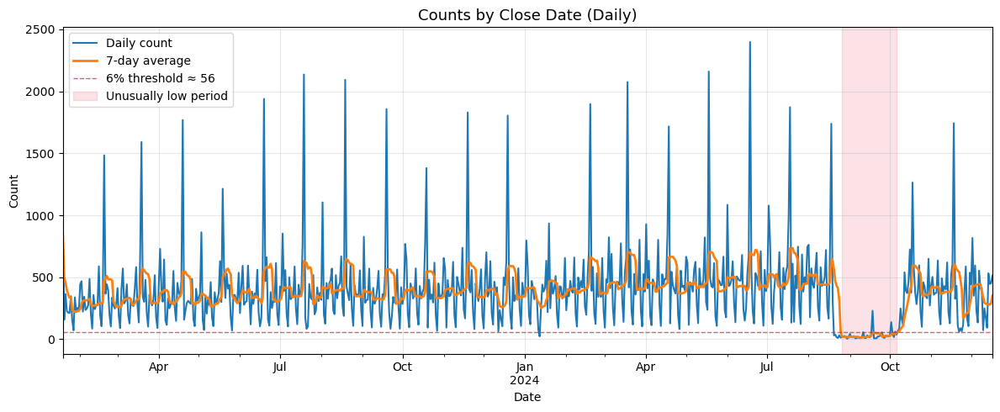 Counts by Close Date (Daily)
Daily count
7-day average
6% threshold ≈ 56
Unusually low period
2500
2000
1500
1000
500
0
Count
Apr
Jul
Oct
Jan
2024
Apr
Jul
Oct
Date